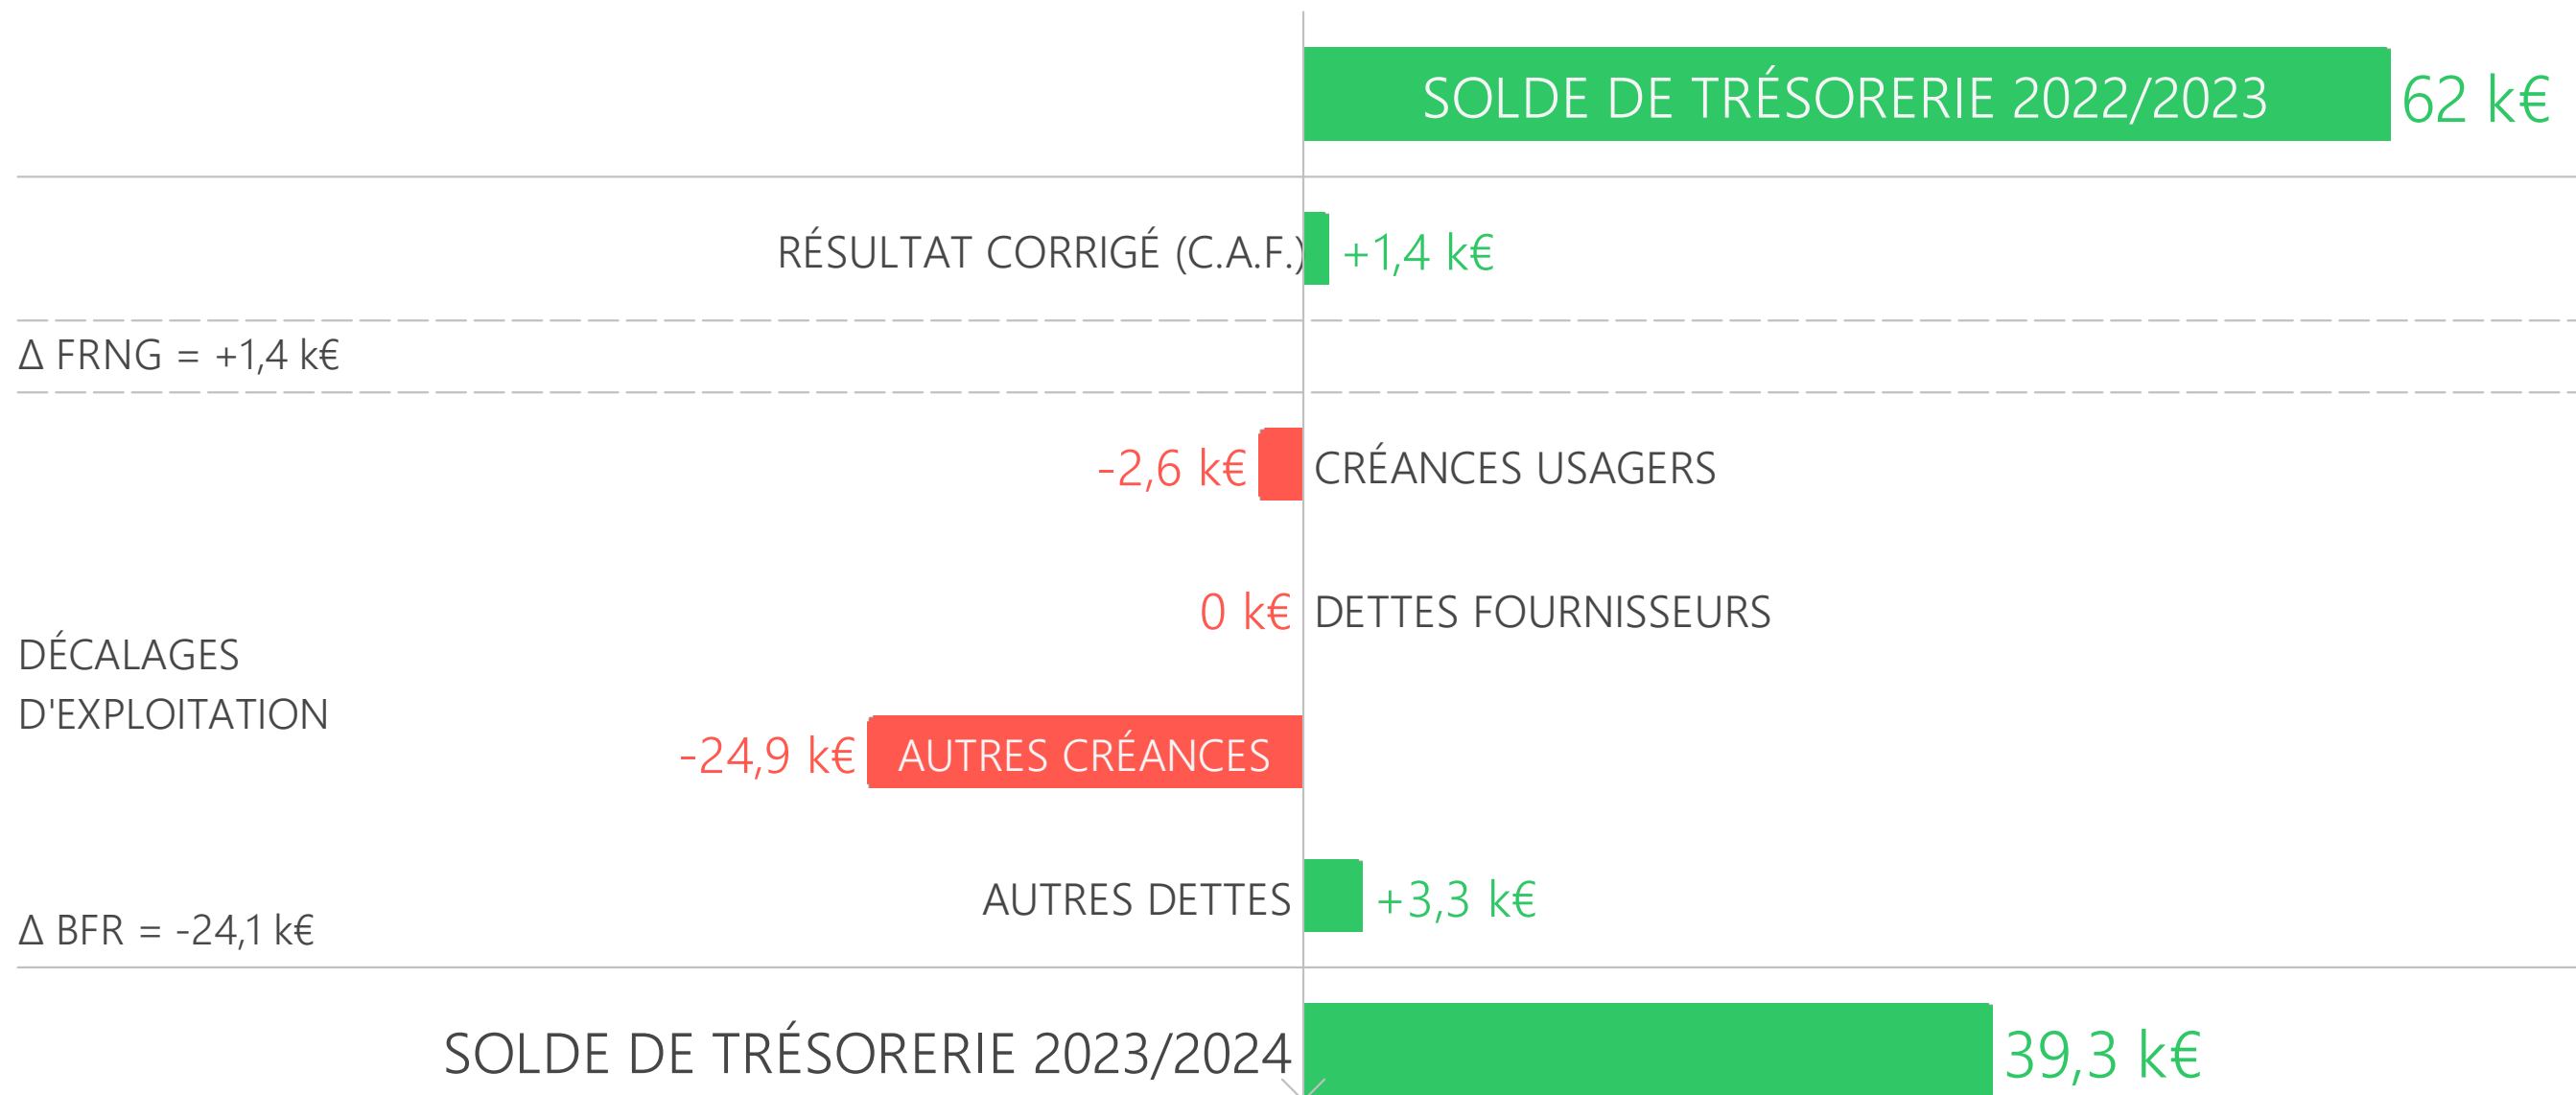 SOLDE DE TRÉSORERIE 2022/2023 62 k€
RÉSULTAT CORRIGÉ (C.A.F.) +1,4 k€
Δ FRNG = +1,4 k€
-2,6 k€ CRÉANCES USAGERS
0 k€ DETTES FOURNISSEURS
DÉCALAGES
D'EXPLOITATION
-24,9 k€ AUTRES CRÉANCES
AUTRES DETTES +3,3 k€
Δ BFR = -24,1 k€
SOLDE DE TRÉSORERIE 2023/2024 39,3 k€